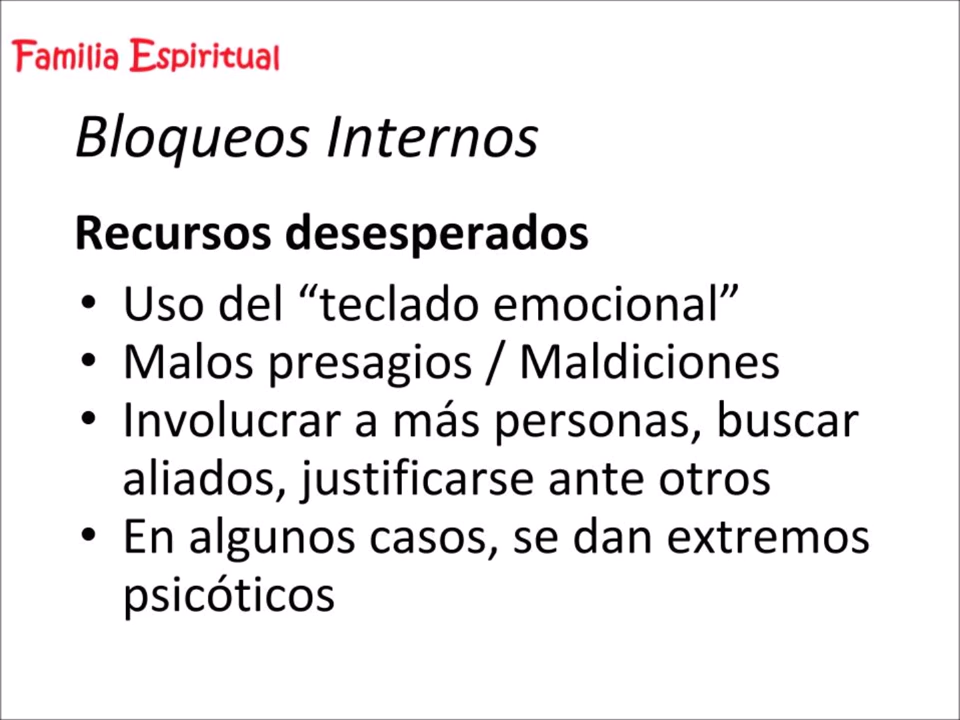 Familia Espiritual
Bloqueos Internos
Recursos desesperados
• Uso del “teclado emocional”
• Malos presagios / Maldiciones
• Involucrar a más personas, buscar
aliados, justificarse ante otros
• En algunos casos, se dan extremos
psicóticos